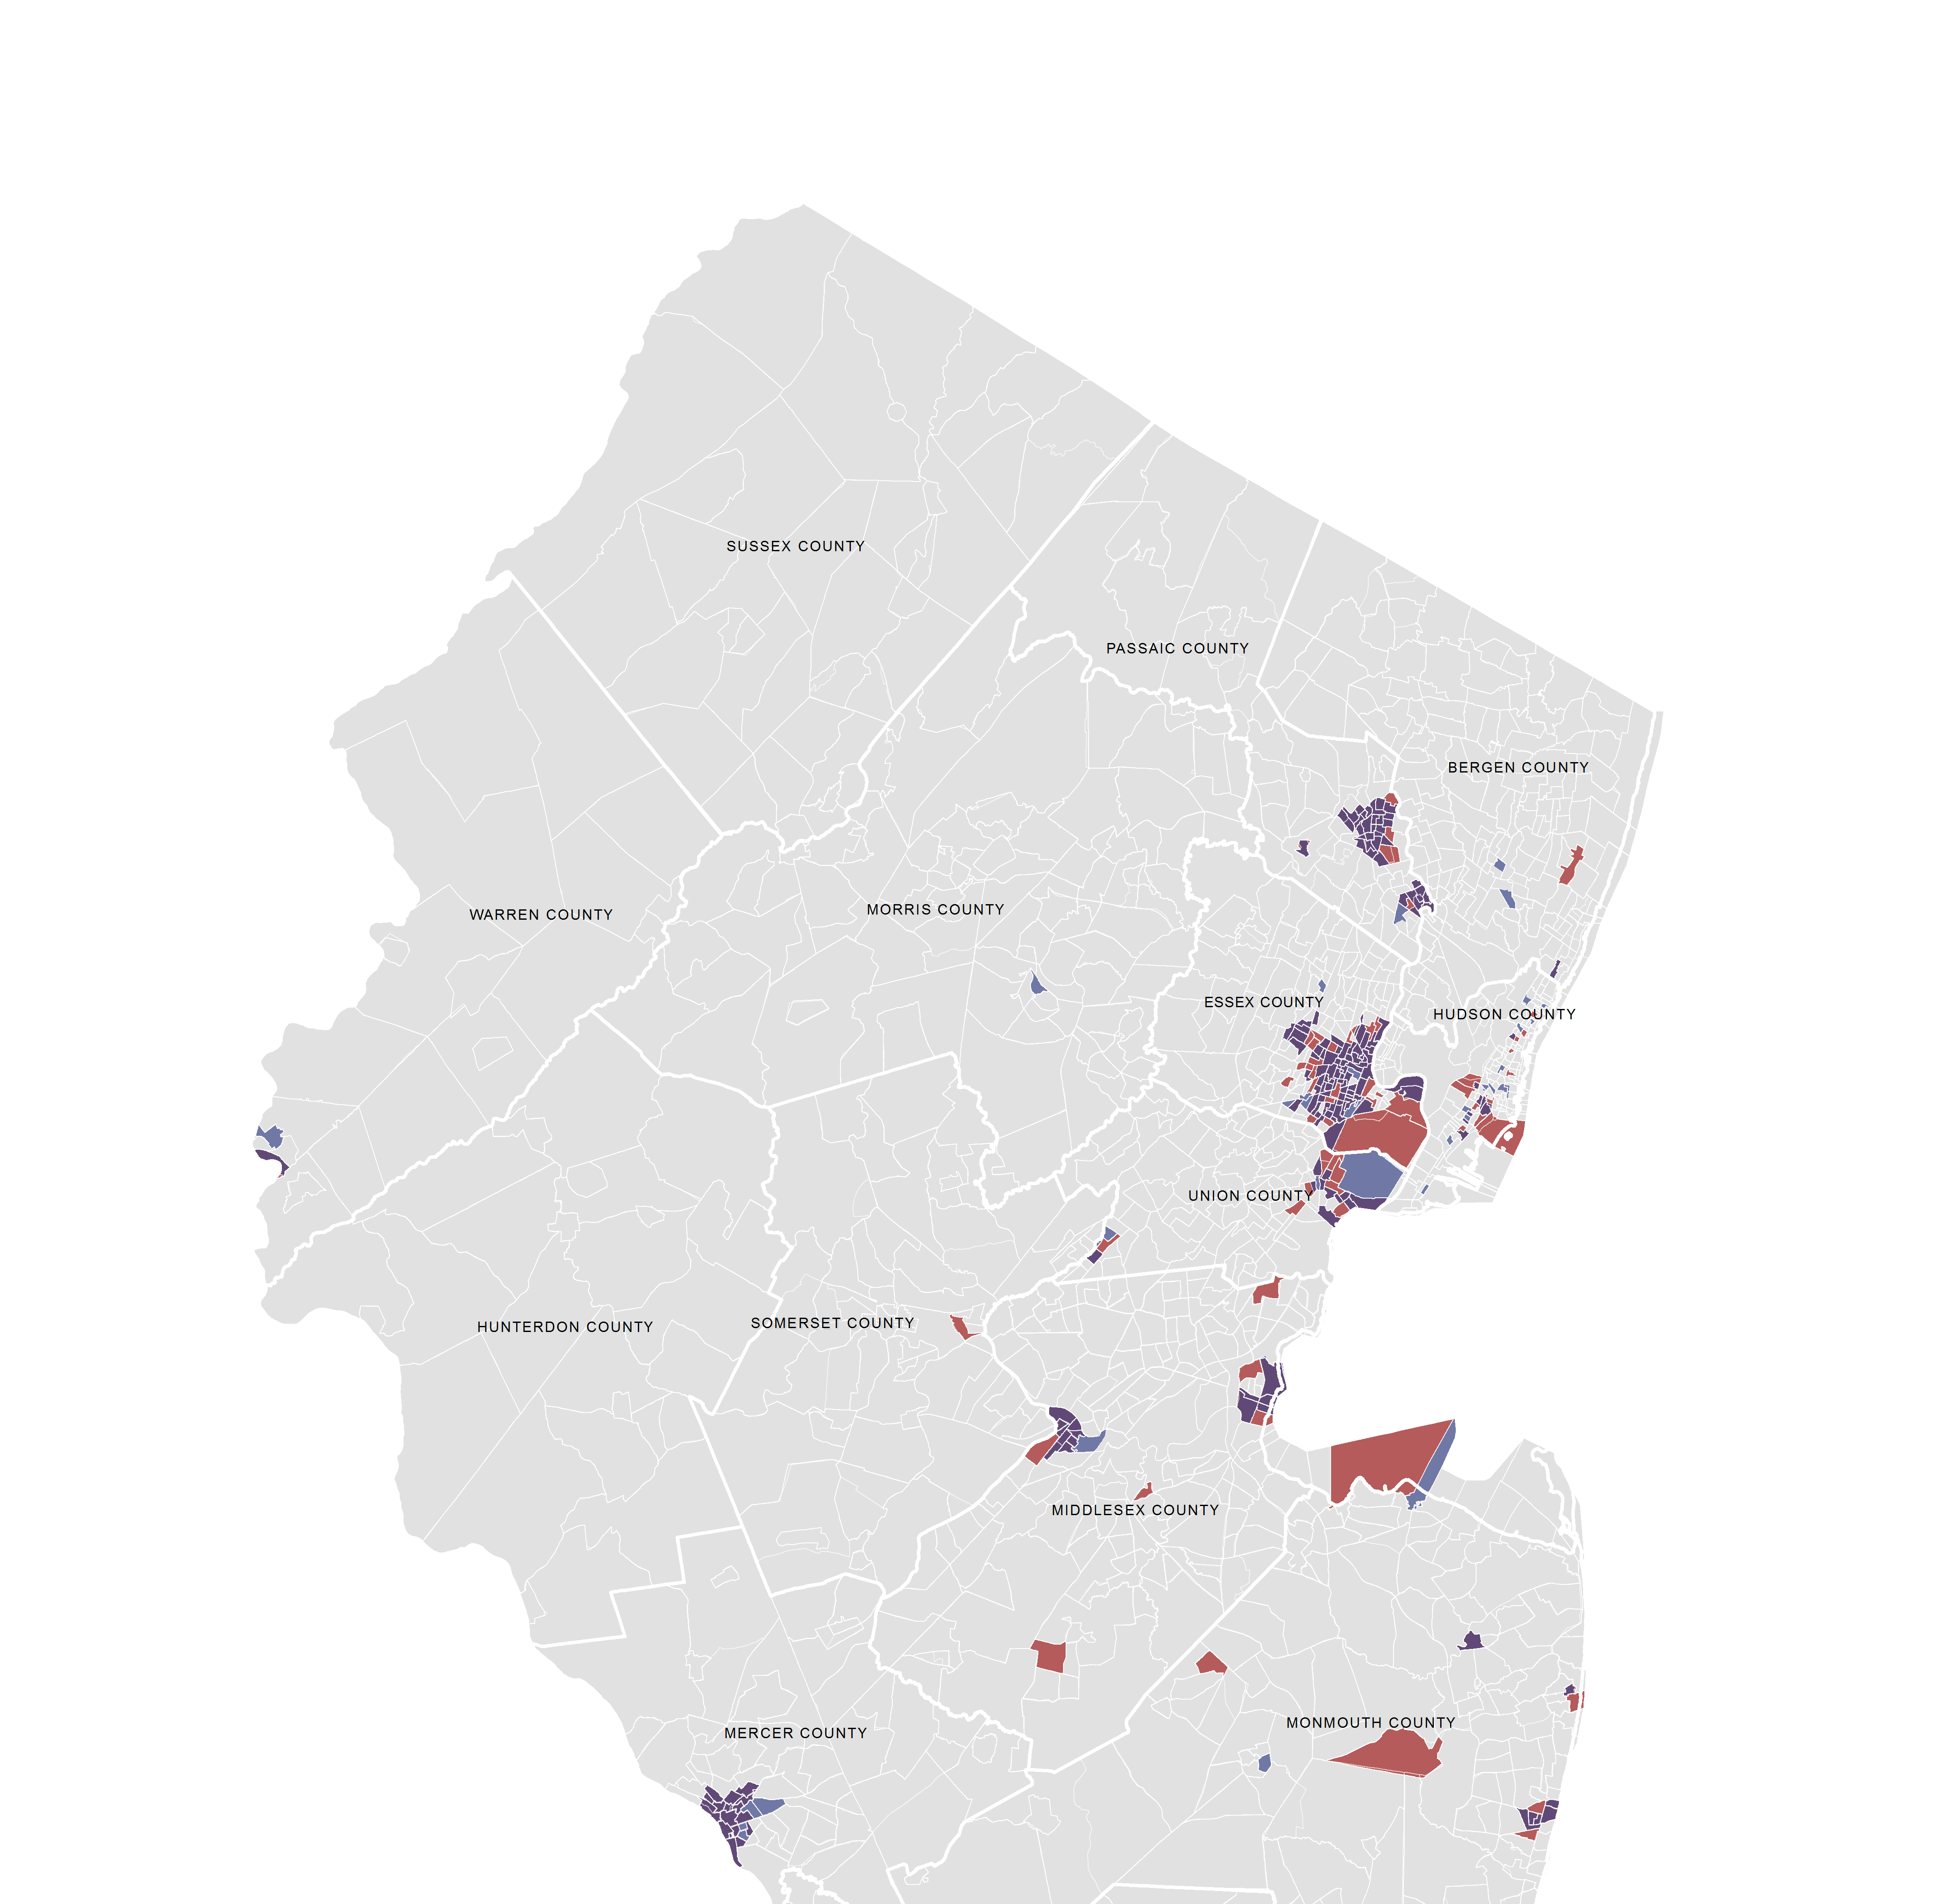 SUSSEX COUNTY
PASSAIC COUNTY
BERGEN COUNTY
WARREN COUNTY
MORRIS COUNTY
ESSEX COUNTY
HUDSON COUNTY
UNION COUNTY
HUNTERDON COUNTY
SOMERSET COUNTY
MIDDLESEX COUNTY
MERCER COUNTY
MONMOUTH COUNTY